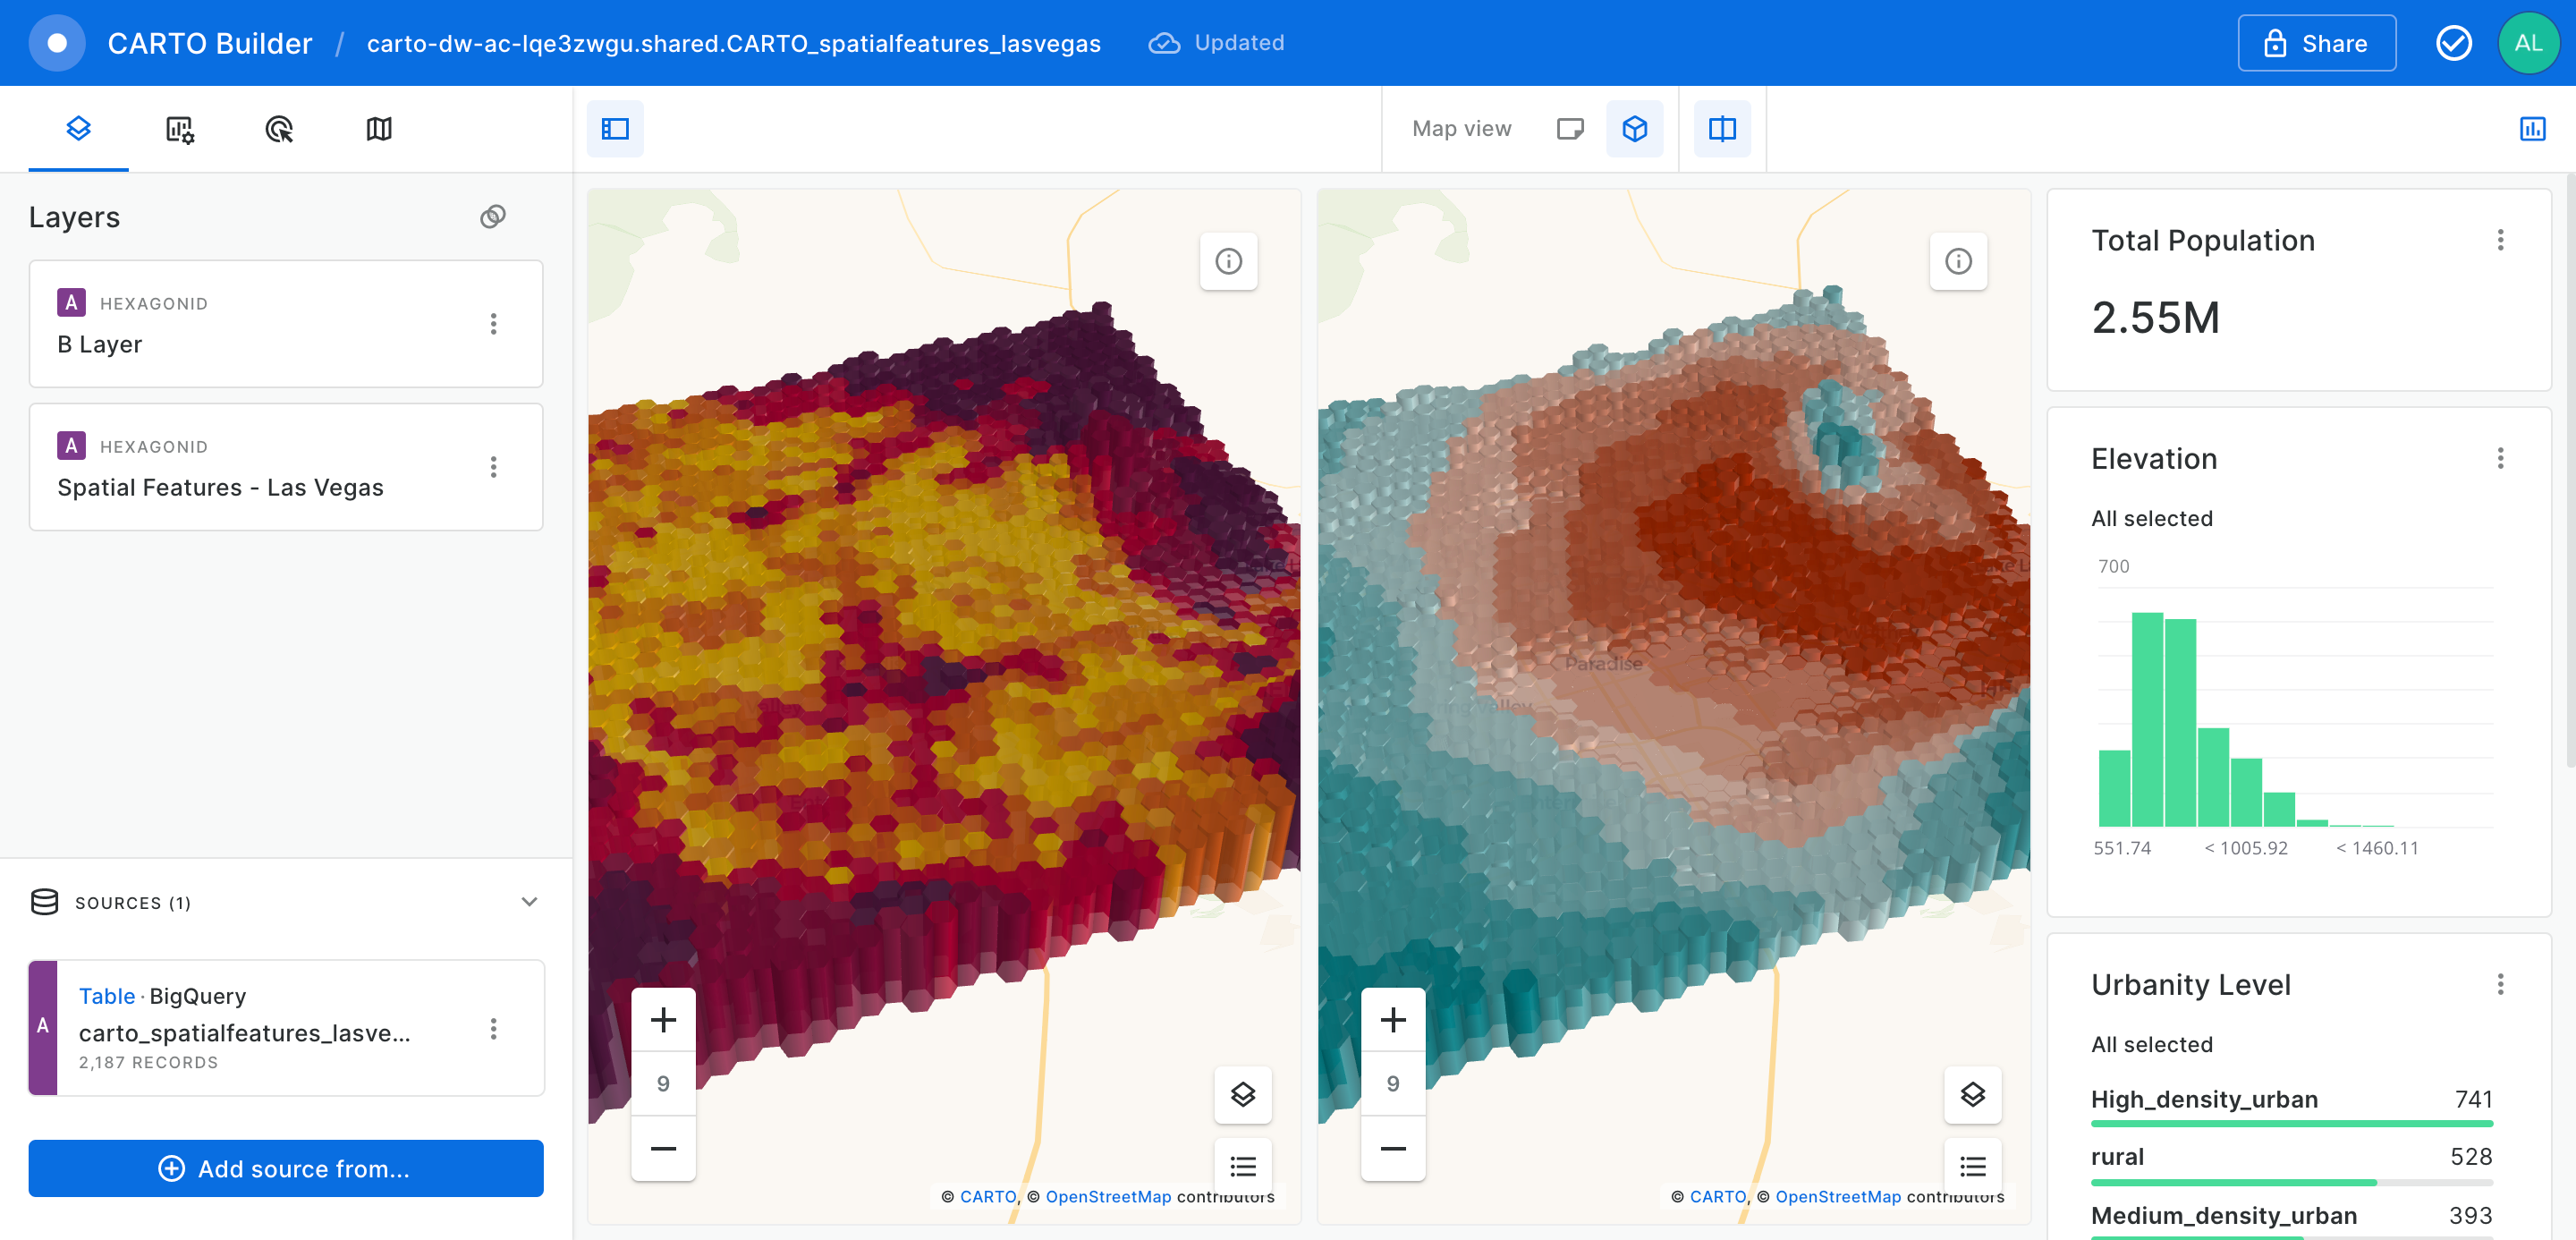 CARTO Builder / carto-dw-ac-lqe3zwgu.shared.CARTO_spatialfeatures_lasvegas Updated
Share
AL
Map view
Layers
A HEXAGONID
B Layer
A HEXAGONID
Spatial Features - Las Vegas
SOURCES (1)
A
Table · BigQuery
carto_spatialfeatures_lasve...
2,187 RECORDS
Add source from...
9
© CARTO, © OpenStreetMap contributors
Paradise
Spring Valley
9
© CARTO, © OpenStreetMap contributors
Total Population
2.55M
Elevation
All selected
700
551.74 < 1005.92 < 1460.11
Urbanity Level
All selected
High_density_urban 741
rural 528
Medium_density_urban 393